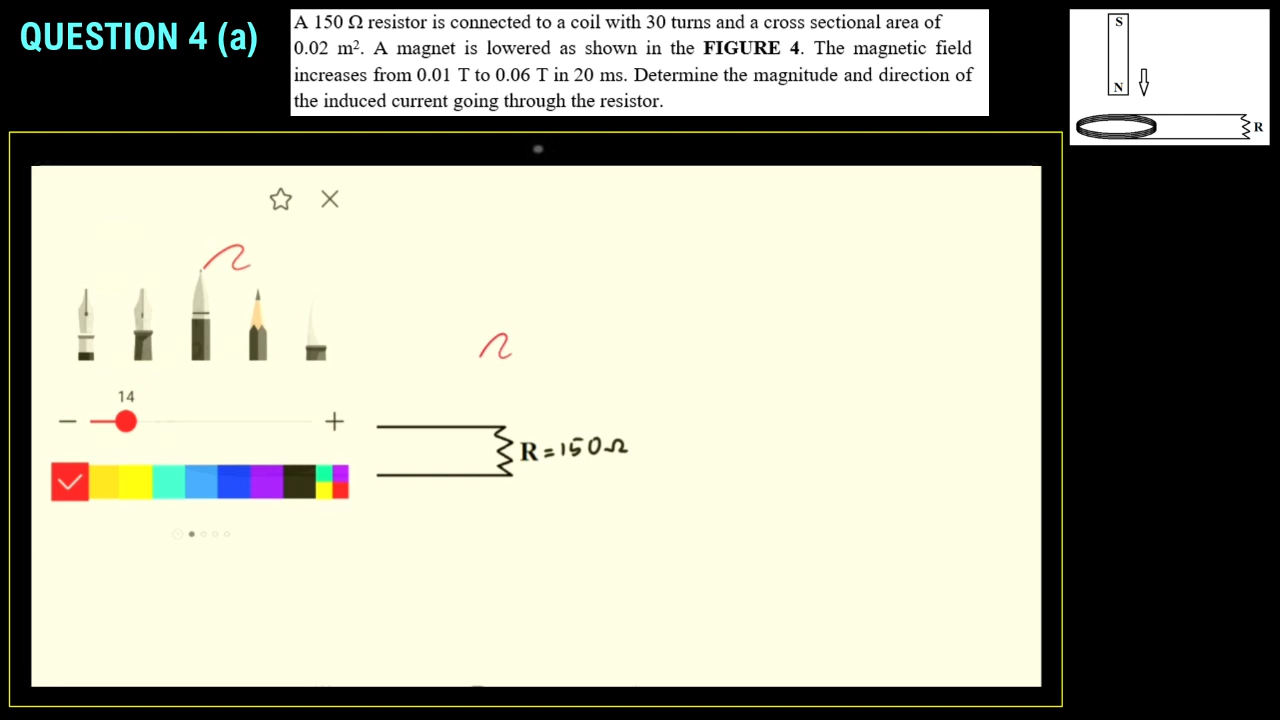 QUESTION 4 (a)
A 150 Ω resistor is connected to a coil with 30 turns and a cross sectional area of
0.02 m². A magnet is lowered as shown in the FIGURE 4. The magnetic field
increases from 0.01 T to 0.06 T in 20 ms. Determine the magnitude and direction of
the induced current going through the resistor.
S
N
R
14
R = 150Ω